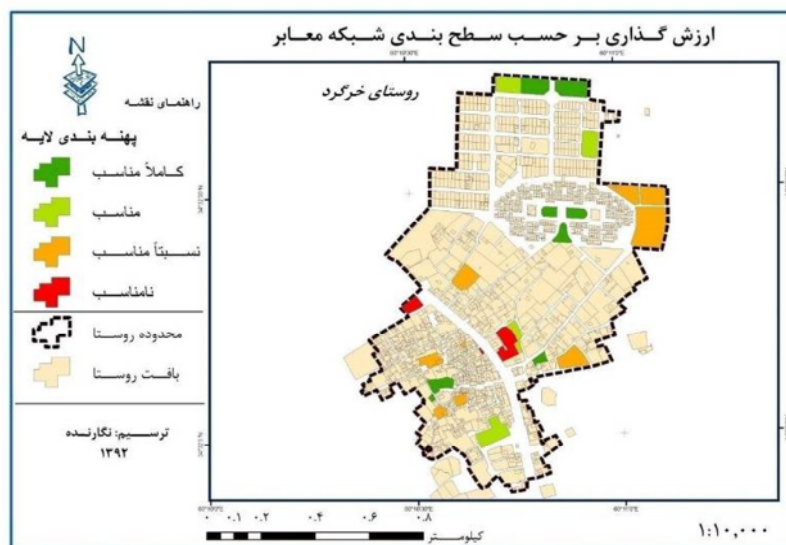 ارزش گذاری بر حسب سطح بندی شبکه معابر
N
راهنمای نقشه
پهنه بندی لایه
کاملاً مناسب
مناسب
نسبتاً مناسب
نامناسب
محدوده روستا
بافت روستا
ترسیم: نگارنده
۱۳۹۲
روستای خرگرد
۰ ۰.۱ ۰.۲ ۰.۴ ۰.۶ ۰.۸
کیلومتر
۱:۱۰,۰۰۰